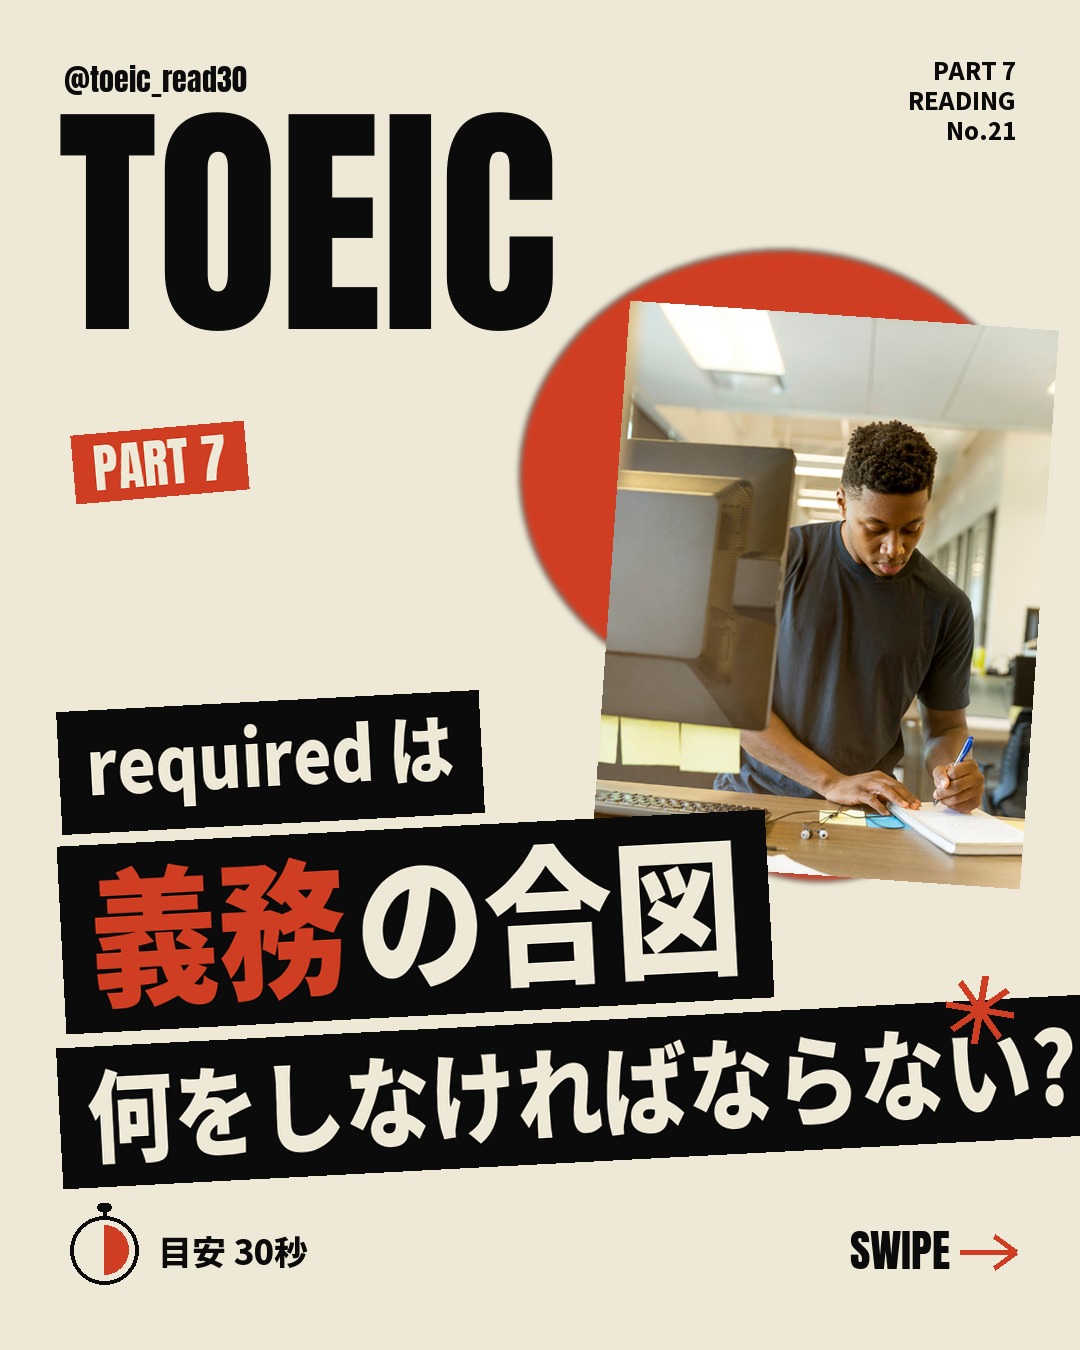 @toeic_read30
PART 7
READING
No.21
TOEIC
PART 7
required は
義務の合図
何をしなければならない?
目安 30秒
SWIPE